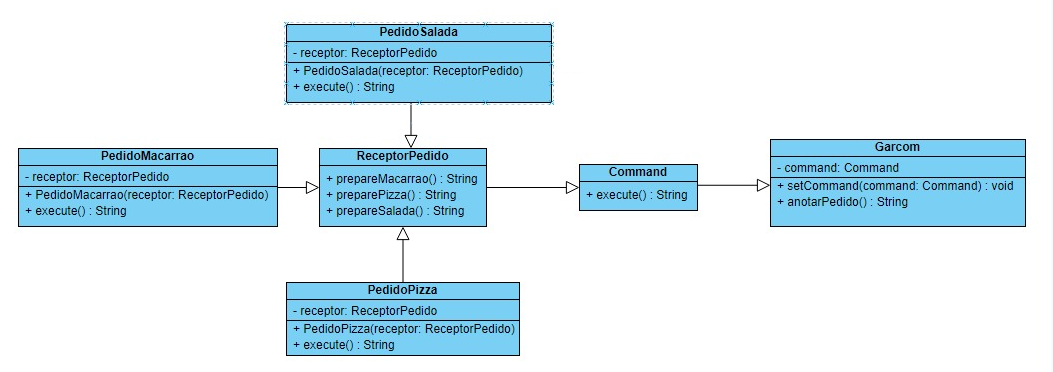 PedidoSalada
- receptor: ReceptorPedido
+ PedidoSalada(receptor: ReceptorPedido)
+ execute() : String
PedidoMacarrao
- receptor: ReceptorPedido
+ PedidoMacarrao(receptor: ReceptorPedido)
+ execute() : String
ReceptorPedido
+ prepareMacarrao() : String
+ preparePizza() : String
+ prepareSalada() : String
Command
+ execute() : String
Garcom
- command: Command
+ setCommand(command: Command) : void
+ anotarPedido() : String
PedidoPizza
- receptor: ReceptorPedido
+ PedidoPizza(receptor: ReceptorPedido)
+ execute() : String